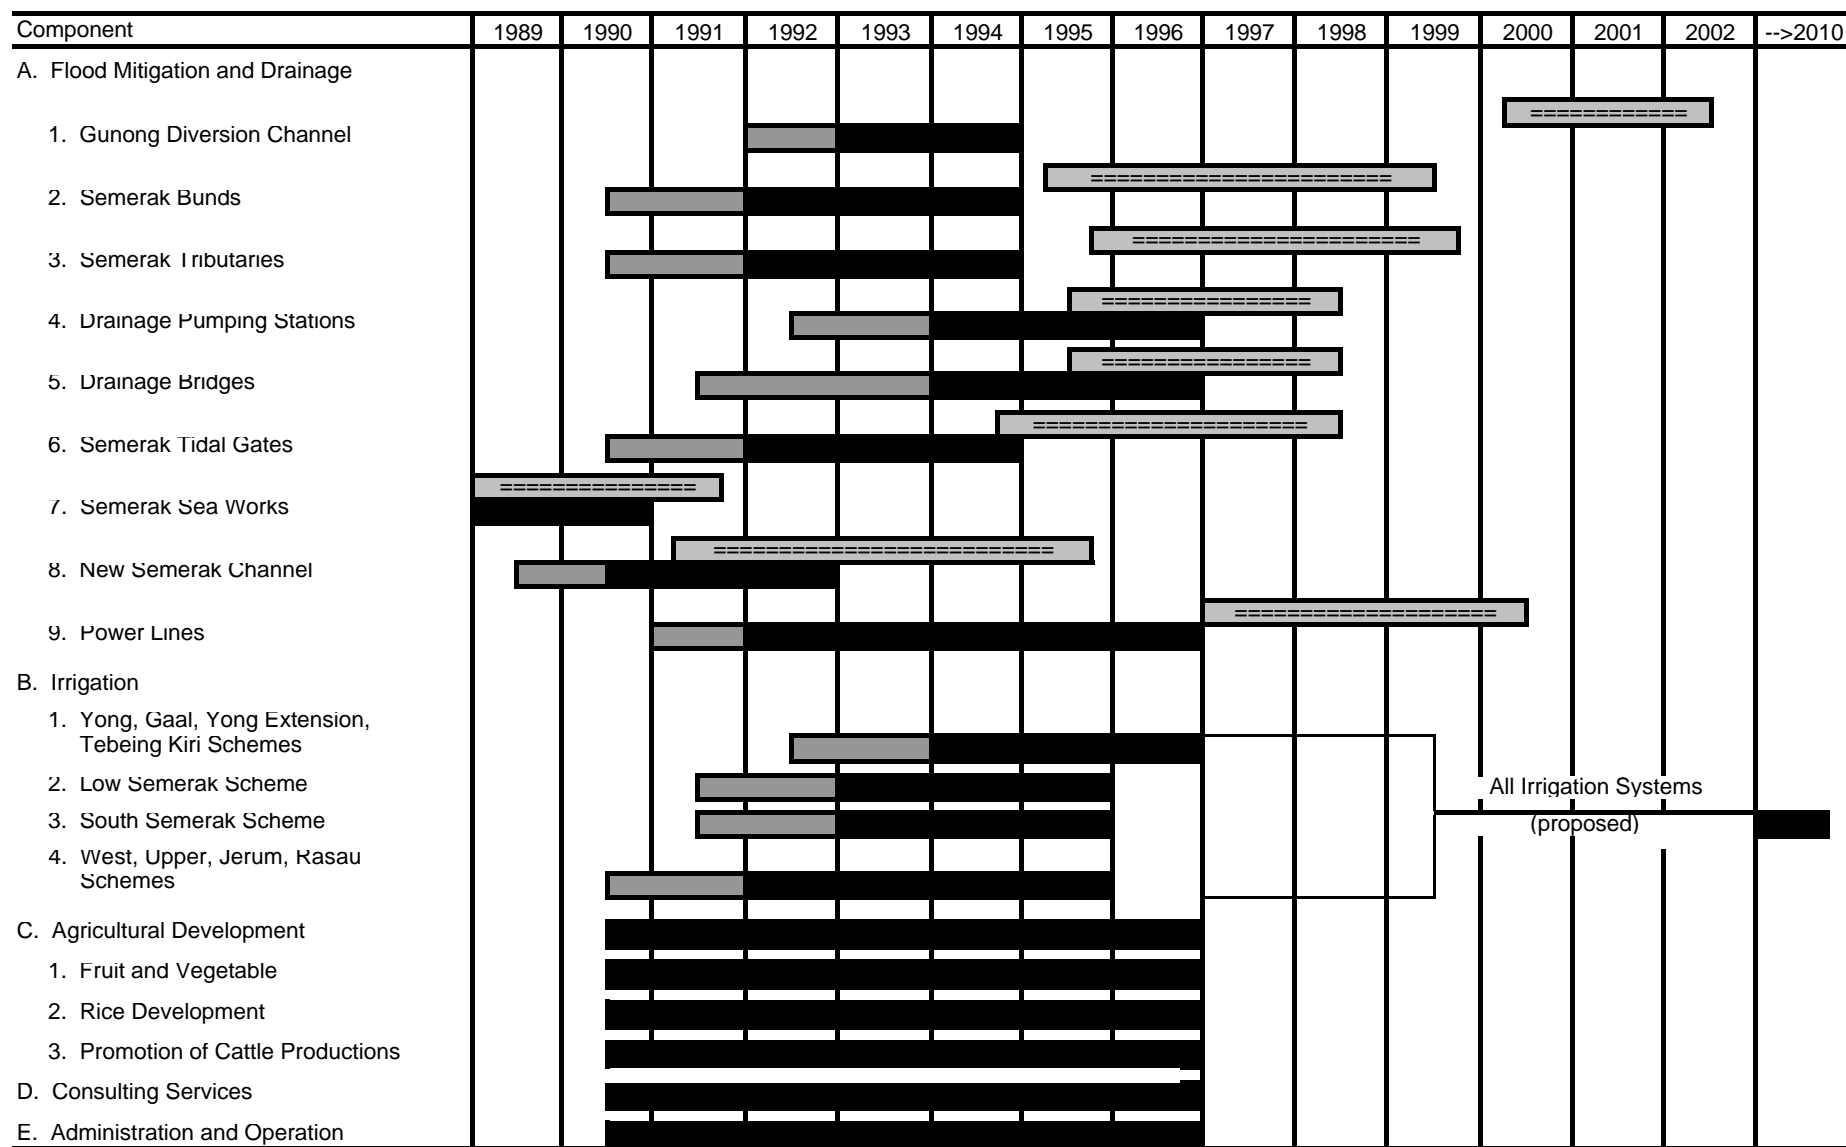 Component 1989 1990 1991 1992 1993 1994 1995 1996 1997 1998 1999 2000 2001 2002 -->2010
A. Flood Mitigation and Drainage
============
1. Gunong Diversion Channel
=======================
2. Semerak Bunds
======================
3. Semerak Tributaries
================
4. Drainage Pumping Stations
================
5. Drainage Bridges
=====================
6. Semerak Tidal Gates
===============
7. Semerak Sea Works
==========================
8. New Semerak Channel
====================
9. Power Lines
B. Irrigation
1. Yong, Gaal, Yong Extension,
Tebeing Kiri Schemes
2. Low Semerak Scheme
All Irrigation Systems
3. South Semerak Scheme
(proposed)
4. West, Upper, Jerum, Rasau
Schemes
C. Agricultural Development
1. Fruit and Vegetable
2. Rice Development
3. Promotion of Cattle Productions
D. Consulting Services
E. Administration and Operation